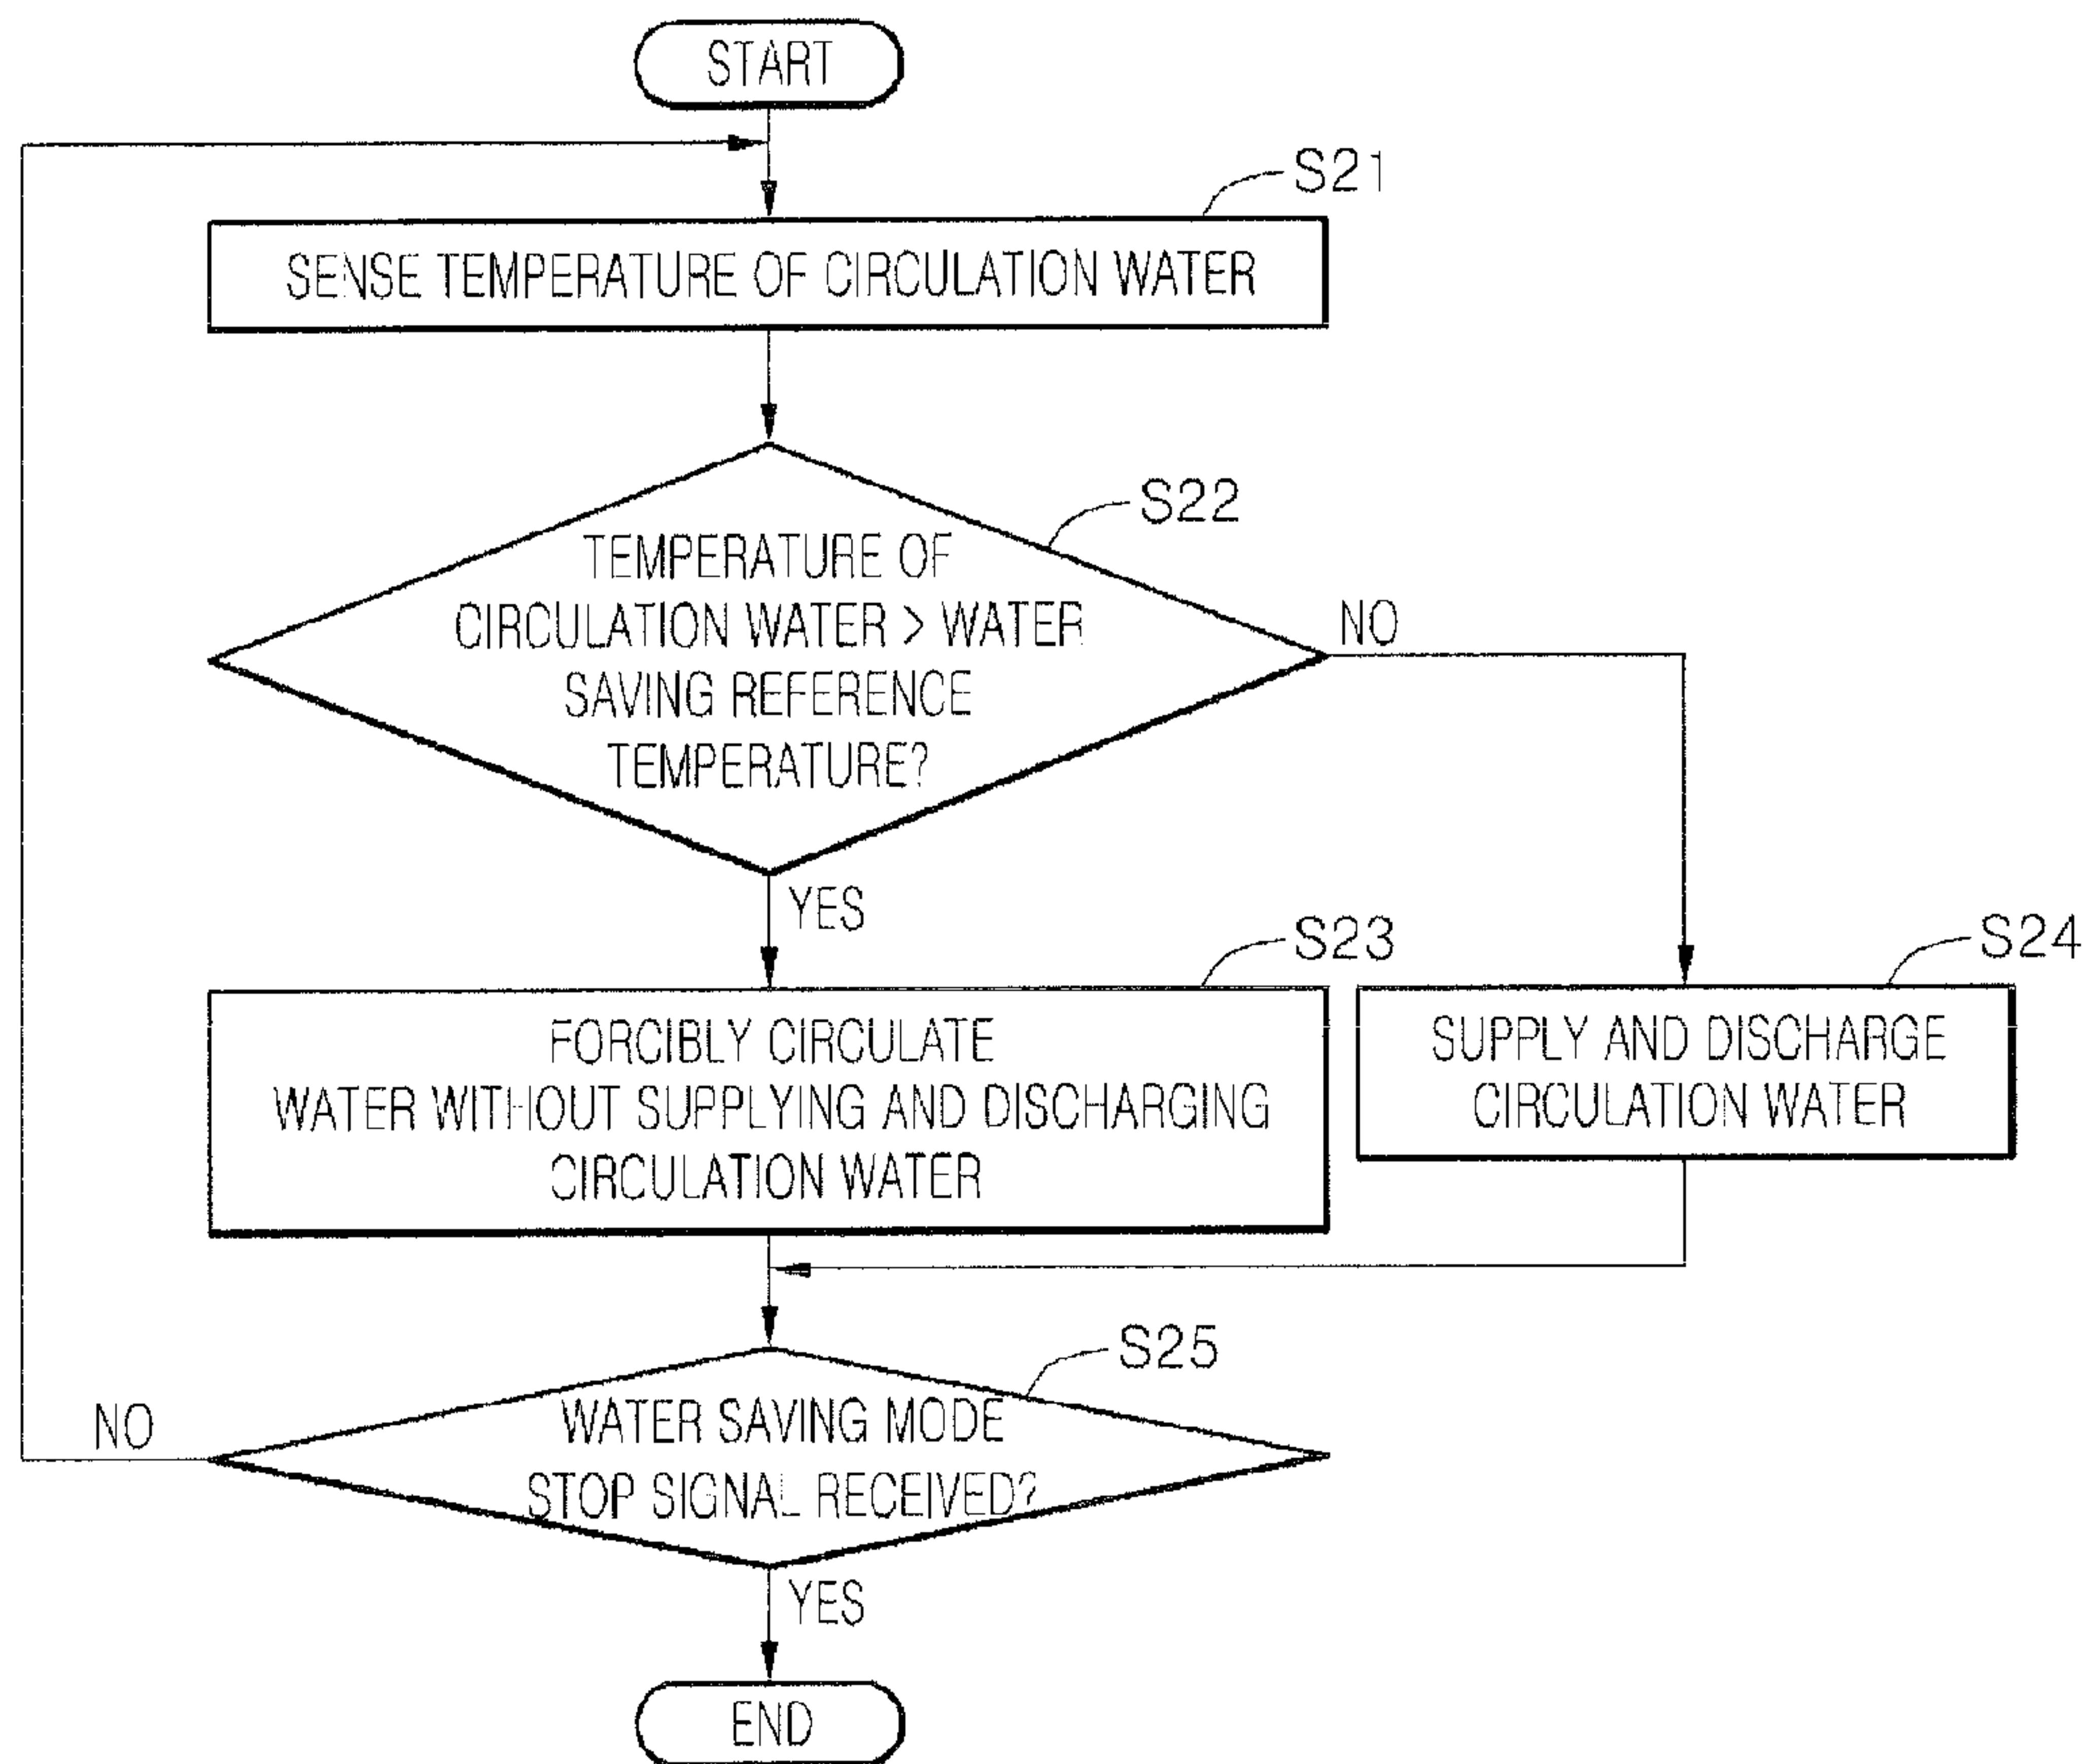 START
S21
SENSE TEMPERATURE OF CIRCULATION WATER
S22
TEMPERATURE OF
CIRCULATION WATER > WATER
SAVING REFERENCE
TEMPERATURE?
NO
YES
S23
S24
FORCIBLY CIRCULATE
WATER WITHOUT SUPPLYING AND DISCHARGING
CIRCULATION WATER
SUPPLY AND DISCHARGE
CIRCULATION WATER
S25
NO
WATER SAVING MODE
STOP SIGNAL RECEIVED?
YES
END